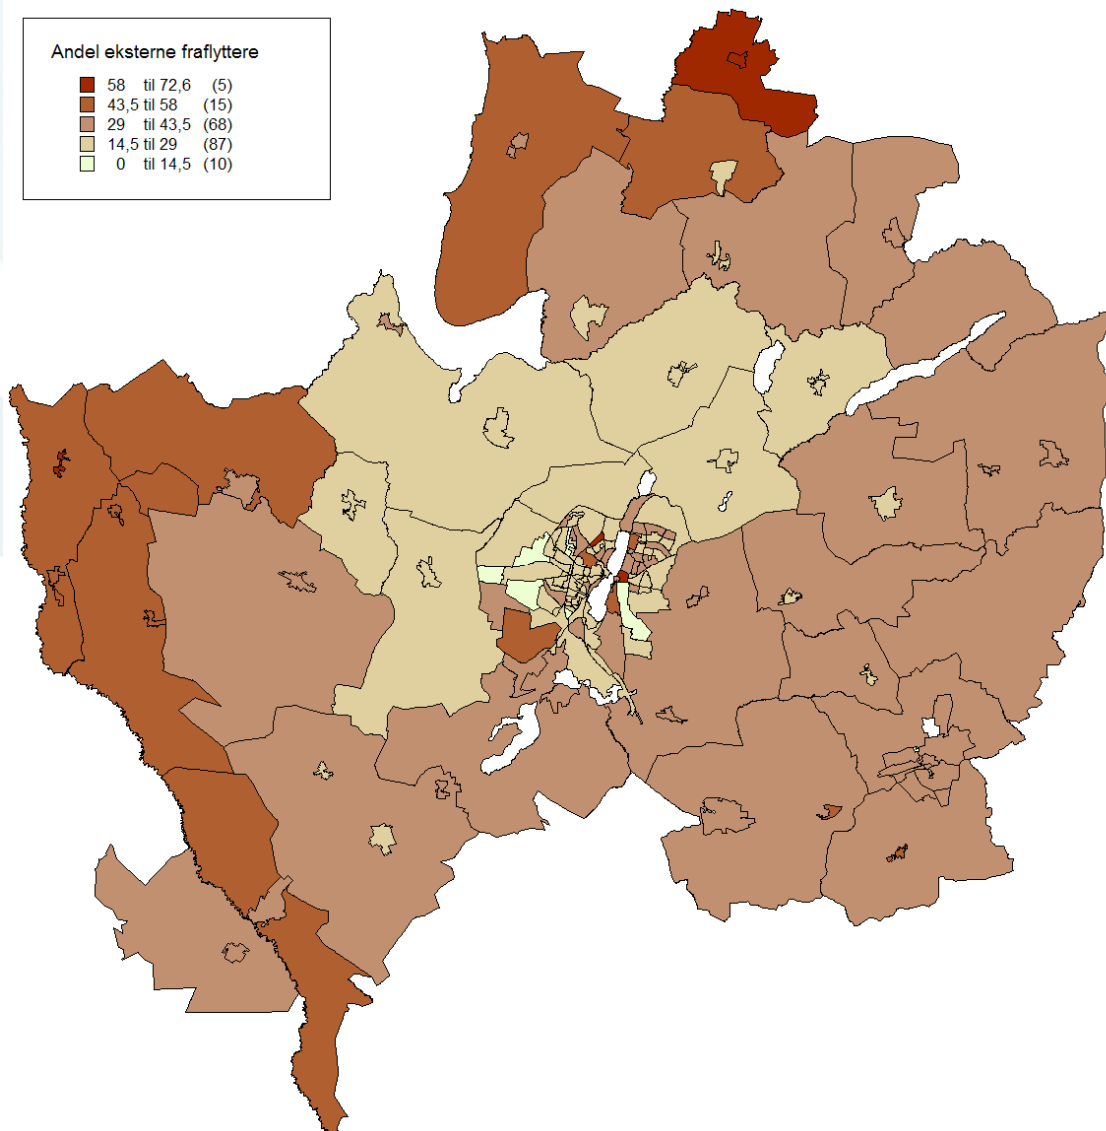 Andel eksterne fraflyttere
58 til 72,6 (5)
43,5 til 58 (15)
29 til 43,5 (68)
14,5 til 29 (87)
0 til 14,5 (10)